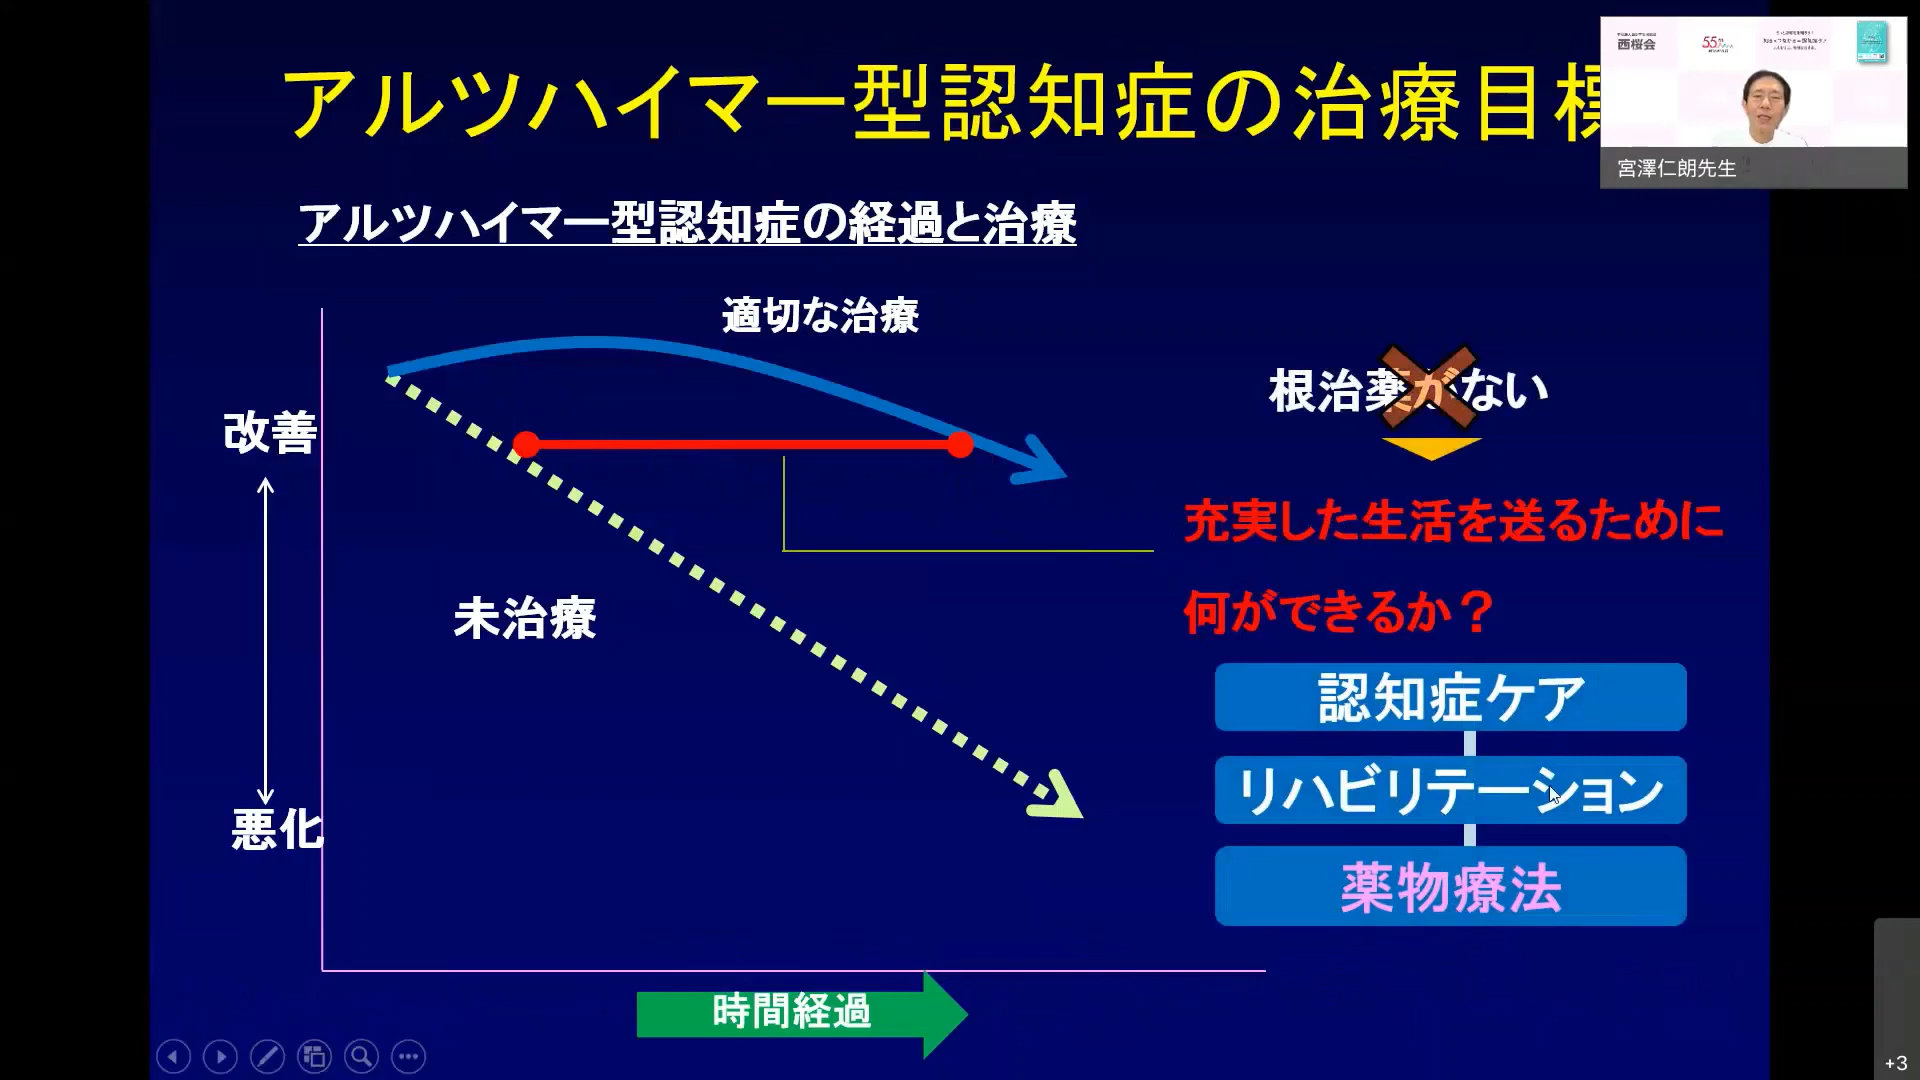 アルツハイマー型認知症の治療目標
西桜会
55
宮澤仁朗先生
アルツハイマー型認知症の経過と治療
適切な治療
改善
悪化
未治療
根治薬がない
充実した生活を送るために
何ができるか？
認知症ケア
リハビリテーション
薬物療法
時間経過
+3